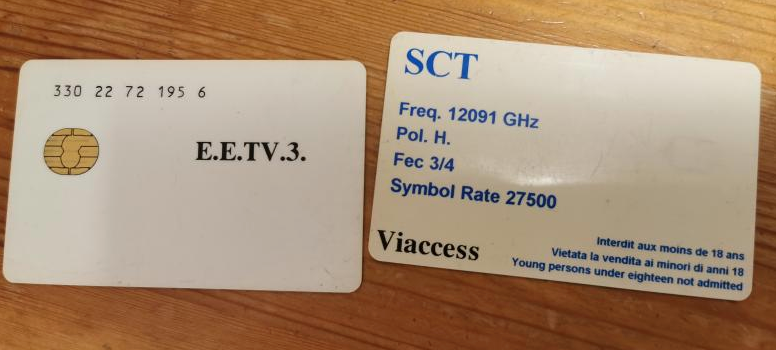 330 22 72 195 6
E.E.TV.3.
SCT
Freq. 12091 GHz
Pol. H.
Fec 3/4
Symbol Rate 27500
Viaccess
Interdit aux moins de 18 ans
Vietata la vendita ai minori di anni 18
Young persons under eighteen not admitted